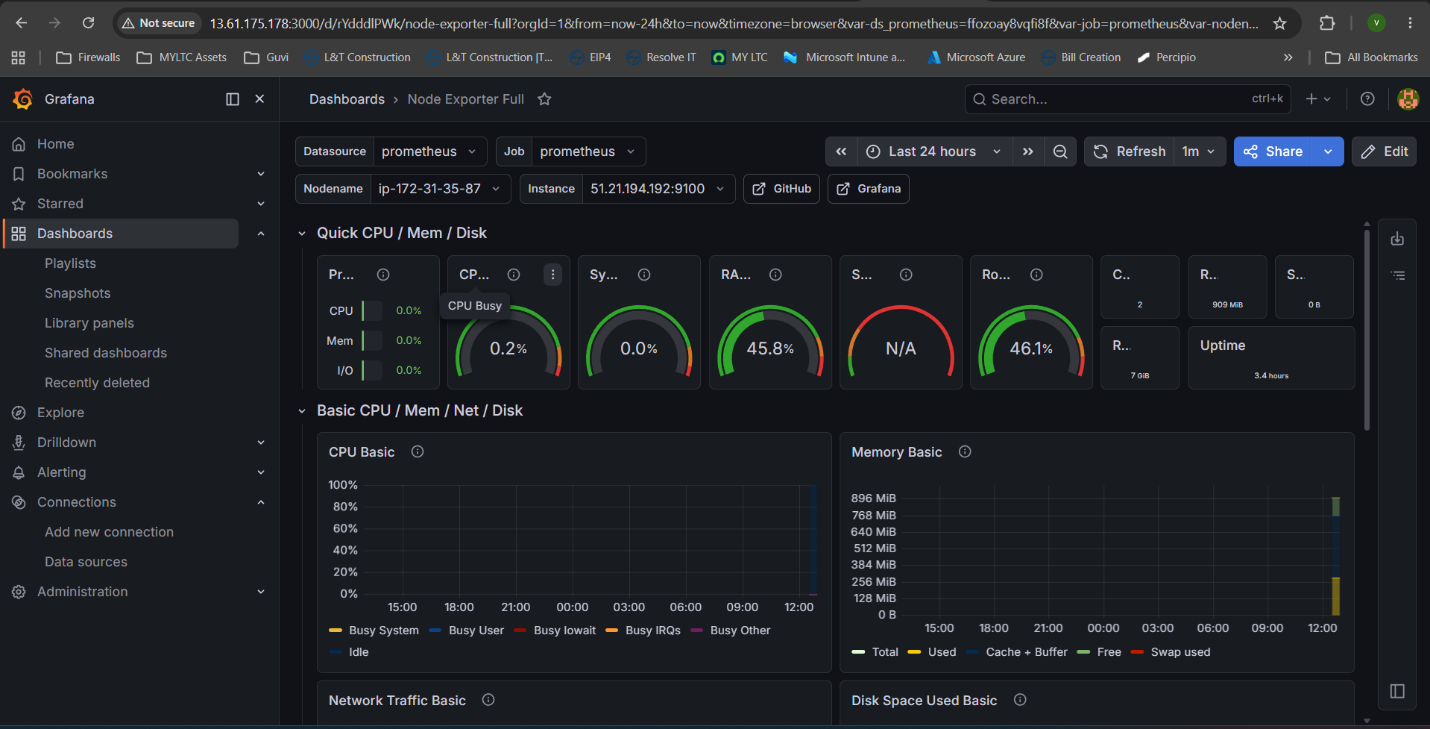 Not secure 13.61.175.178:3000/d/rYdddlPWk/node-exporter-full?orgId=1&from=now-24h&to=now&timezone=browser&var-ds_prometheus=ffozoay8vqfi8f&var-job=prometheus&var-noden... V
Firewalls MYLTC Assets Guvi L&T Construction L&T Construction |T... EIP4 Resolve IT MY LTC Microsoft Intune a... Microsoft Azure Bill Creation Percipio » All Bookmarks
Grafana Dashboards › Node Exporter Full Search... ctrl+k
Home
Bookmarks
Starred
Dashboards
Playlists
Snapshots
Library panels
Shared dashboards
Recently deleted
Explore
Drilldown
Alerting
Connections
Add new connection
Data sources
Administration
Datasource prometheus Job prometheus Last 24 hours Refresh 1m Share Edit
Nodename ip-172-31-35-87 Instance 51.21.194.192:9100 GitHub Grafana
Quick CPU / Mem / Disk
Pr... CP... Sy... RA... S... Ro... C.. R.. S...
CPU 0.0%
Mem 0.0%
I/O 0.0%
CPU Busy
0.2% 0.0% 45.8% N/A 46.1%
2 909 MiB 0 B
R.. Uptime
7 GiB 3.4 hours
Basic CPU / Mem / Net / Disk
CPU Basic
100%
80%
60%
40%
20%
0%
15:00 18:00 21:00 00:00 03:00 06:00 09:00 12:00
Busy System Busy User Busy Iowait Busy IRQs Busy Other
Idle
Memory Basic
896 MiB
768 MiB
640 MiB
512 MiB
384 MiB
256 MiB
128 MiB
0 B
15:00 18:00 21:00 00:00 03:00 06:00 09:00 12:00
Total Used Cache + Buffer Free Swap used
Network Traffic Basic Disk Space Used Basic